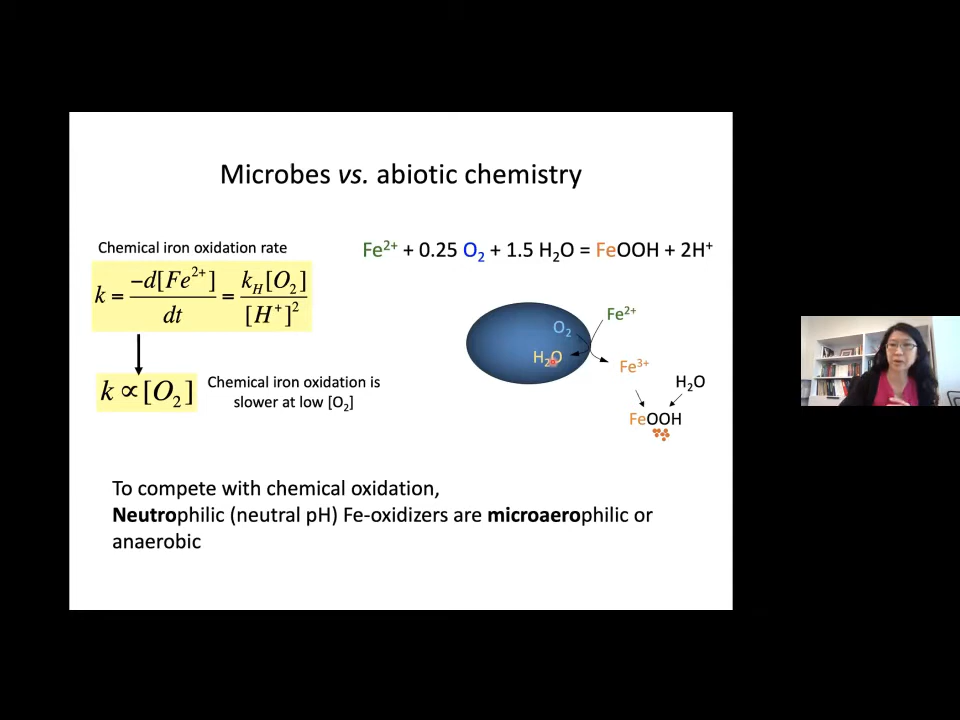 Microbes vs. abiotic chemistry
Chemical iron oxidation rate
k = −d[Fe²⁺]/dt = k_H[O₂]/[H⁺]²
Fe²⁺ + 0.25 O₂ + 1.5 H₂O = FeOOH + 2H⁺
k ∝ [O₂]
Chemical iron oxidation is
slower at low [O₂]
O₂
H₂O
Fe²⁺
Fe³⁺
H₂O
FeOOH
To compete with chemical oxidation,
Neutrophilic (neutral pH) Fe-oxidizers are microaerophilic or
anaerobic